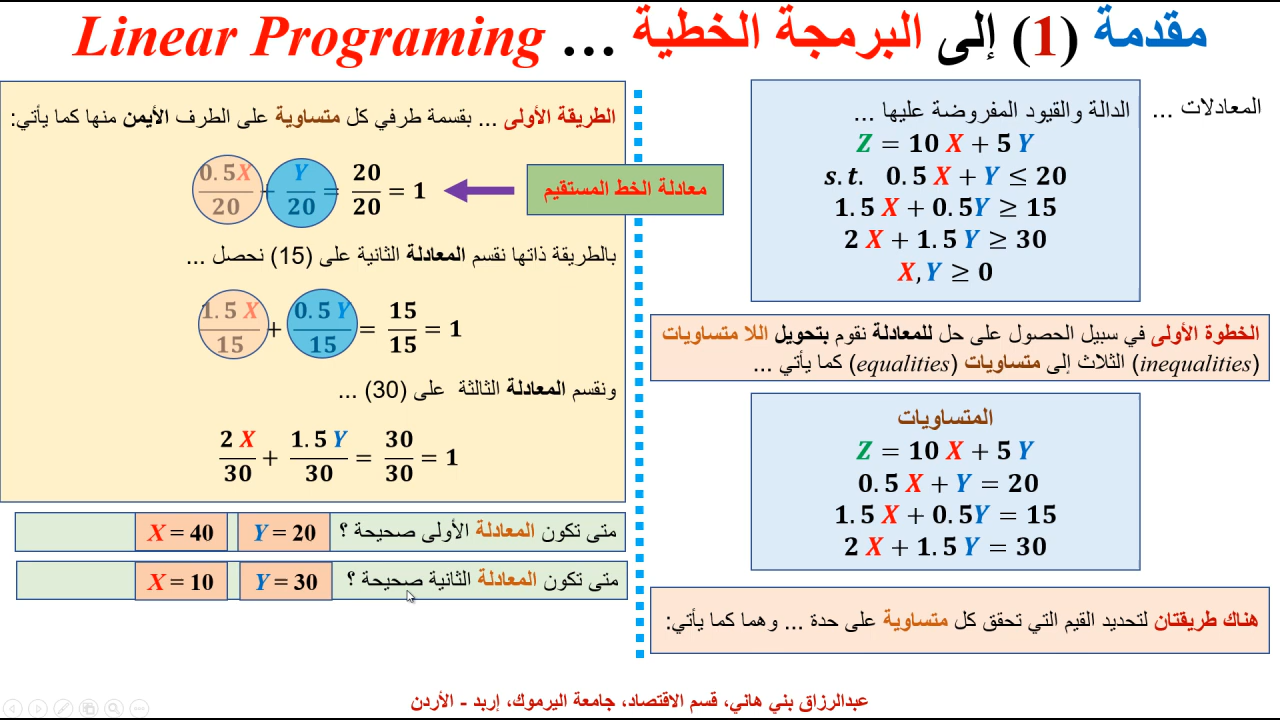 مقدمة (1) إلى البرمجة الخطية ... Linear Programing
المعادلات ...
الدالة والقيود المفروضة عليها ...
Z = 10 X + 5 Y
s.t. 0.5 X + Y ≤ 20
1.5 X + 0.5Y ≥ 15
2 X + 1.5 Y ≥ 30
X, Y ≥ 0
الخطوة الأولى في سبيل الحصول على حل للمعادلة نقوم بتحويل اللا متساويات
(inequalities) الثلاث إلى متساويات (equalities) كما يأتي ...
المتساويات
Z = 10 X + 5 Y
0.5 X + Y = 20
1.5 X + 0.5Y = 15
2 X + 1.5 Y = 30
هناك طريقتان لتحديد القيم التي تحقق كل متساوية على حدة ... وهما كما يأتي:
الطريقة الأولى ... بقسمة طرفي كل متساوية على الطرف الأيمن منها كما يأتي:
0.5X/20 + Y/20 = 20/20 = 1
معادلة الخط المستقيم
بالطريقة ذاتها نقسم المعادلة الثانية على (15) نحصل ...
1.5 X/15 + 0.5 Y/15 = 15/15 = 1
ونقسم المعادلة الثالثة على (30) ...
2 X/30 + 1.5 Y/30 = 30/30 = 1
متى تكون المعادلة الأولى صحيحة ؟ Y = 20 X = 40
متى تكون المعادلة الثانية صحيحة ؟ Y = 30 X = 10
عبدالرزاق بني هاني، قسم الاقتصاد، جامعة اليرموك، إربد - الأردن